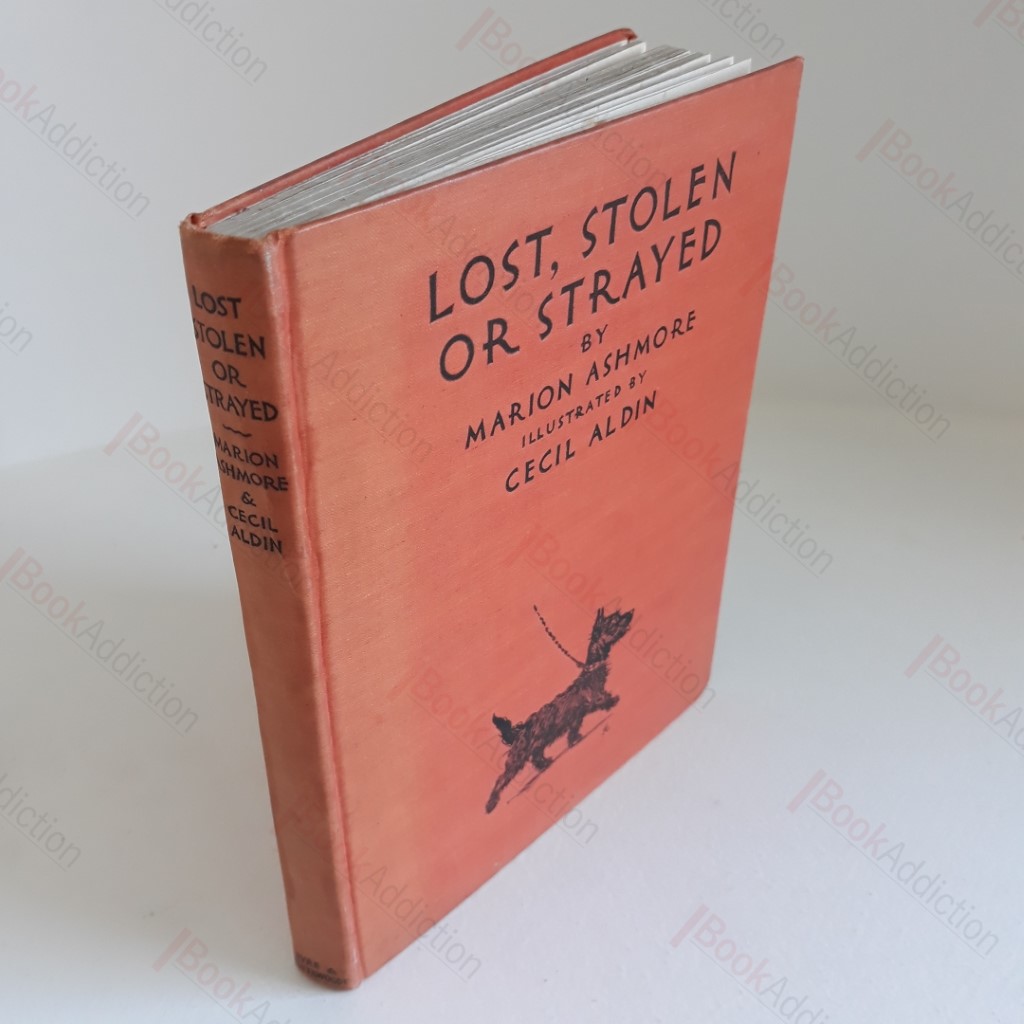 LOST
STOLEN
OR
STRAYED
MARION
ASHMORE
&
CECIL
ALDIN
LOST, STOLEN
OR STRAYED
BY
MARION ASHMORE
ILLUSTRATED BY
CECIL ALDIN
BookAddiction